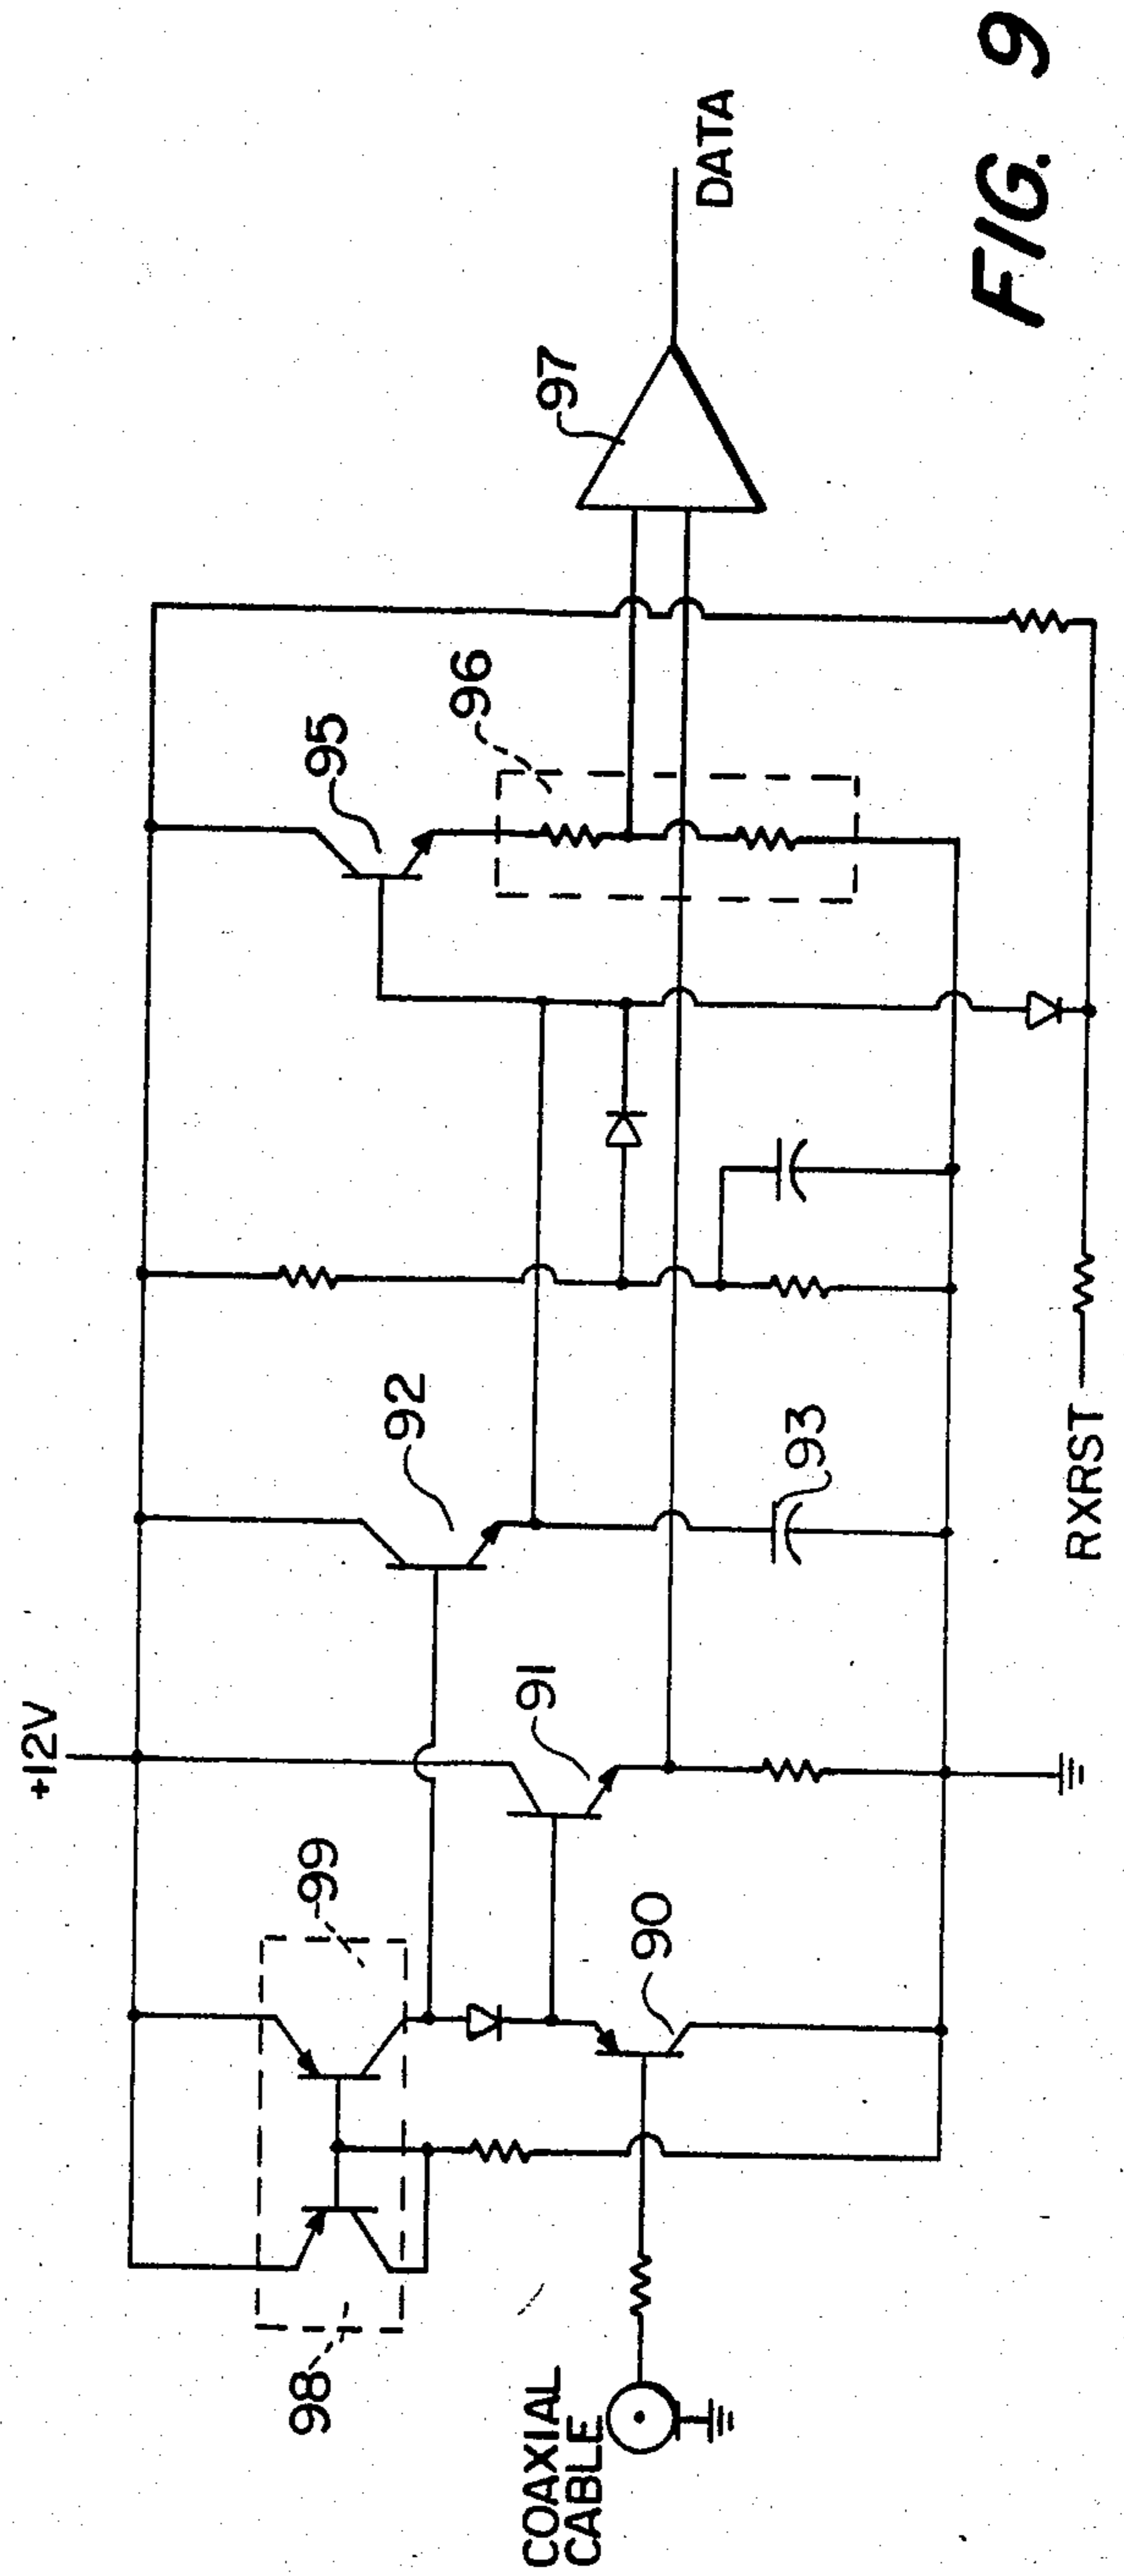 +12V
98
99
95
92
96
91
97
90
93
DATA
COAXIAL
CABLE
RXRST
FIG. 9